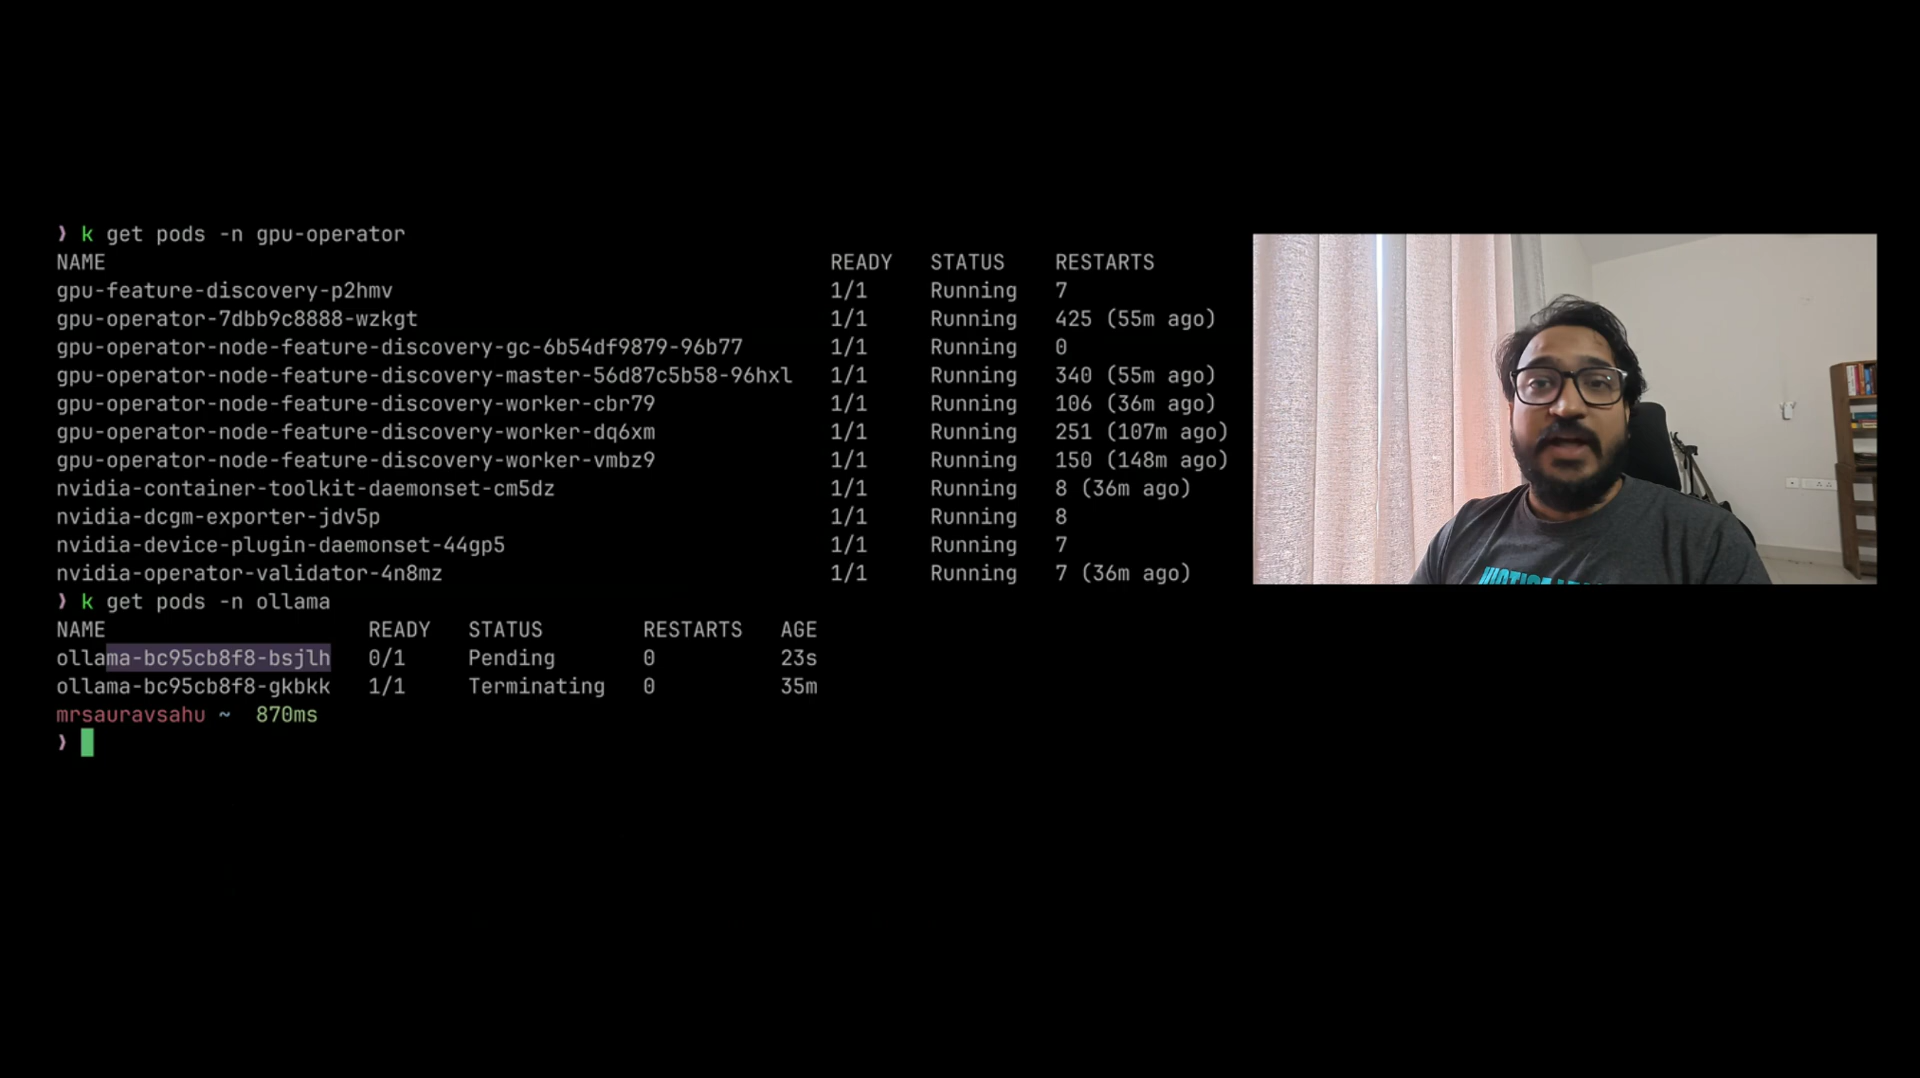 ❯ k get pods -n gpu-operator
NAME READY STATUS RESTARTS
gpu-feature-discovery-p2hmv 1/1 Running 7
gpu-operator-7dbb9c8888-wzkgt 1/1 Running 425 (55m ago)
gpu-operator-node-feature-discovery-gc-6b54df9879-96b77 1/1 Running 0
gpu-operator-node-feature-discovery-master-56d87c5b58-96hxl 1/1 Running 340 (55m ago)
gpu-operator-node-feature-discovery-worker-cbr79 1/1 Running 106 (36m ago)
gpu-operator-node-feature-discovery-worker-dq6xm 1/1 Running 251 (107m ago)
gpu-operator-node-feature-discovery-worker-vmbz9 1/1 Running 150 (148m ago)
nvidia-container-toolkit-daemonset-cm5dz 1/1 Running 8 (36m ago)
nvidia-dcgm-exporter-jdv5p 1/1 Running 8
nvidia-device-plugin-daemonset-44gp5 1/1 Running 7
nvidia-operator-validator-4n8mz 1/1 Running 7 (36m ago)
❯ k get pods -n ollama
NAME READY STATUS RESTARTS AGE
ollama-bc95cb8f8-bsjlh 0/1 Pending 0 23s
ollama-bc95cb8f8-gkbkk 1/1 Terminating 0 35m
mrsauravsahu ~ 870ms
❯